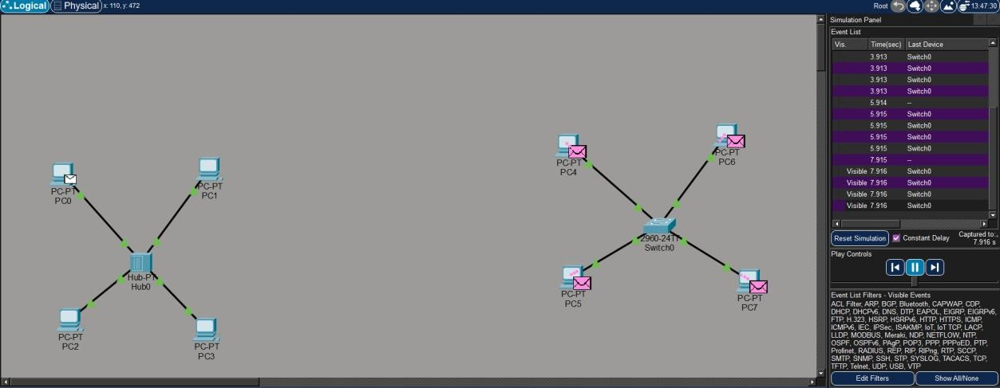 Logical Physical x: 110, y: 472 Root 13:47:30
Simulation Panel
Event List
Vis. Time(sec) Last Device
3.913 Switch0
3.913 Switch0
3.913 Switch0
3.913 Switch0
5.914 --
5.915 Switch0
5.915 Switch0
5.915 Switch0
5.915 Switch0
7.915 --
Visible 7.916 Switch0
Visible 7.916 Switch0
Visible 7.916 Switch0
Visible 7.916 Switch0
Reset Simulation Constant Delay Captured to:
7.916 s
Play Controls
Event List Filters - Visible Events
ACL Filter, ARP, BGP, Bluetooth, CAPWAP, CDP,
DHCP, DHCPv6, DNS, DTP, EAPOL, EIGRP, EIGRPv6,
FTP, H.323, HSRP, HSRPv6, HTTP, HTTPS, ICMP,
ICMPv6, IEC, IPSec, ISAKMP, IoT, IoT TCP, LACP,
LLDP, MODBUS, Meraki, NDP, NETFLOW, NTP,
OSPF, OSPFv6, PAgP, POP3, PPP, PPPoED, PTP,
Profinet, RADIUS, REP, RIP, RIPng, RTP, SCCP,
SMTP, SNMP, SSH, STP, SYSLOG, TACACS, TCP,
TFTP, Telnet, UDP, USB, VTP
Edit Filters Show All/None
PC-PT
PC0
PC-PT
PC1
Hub-PT
Hub0
PC-PT
PC2
PC-PT
PC3
PC-PT
PC4
PC-PT
PC6
2960-24TT
Switch0
PC-PT
PC5
PC-PT
PC7